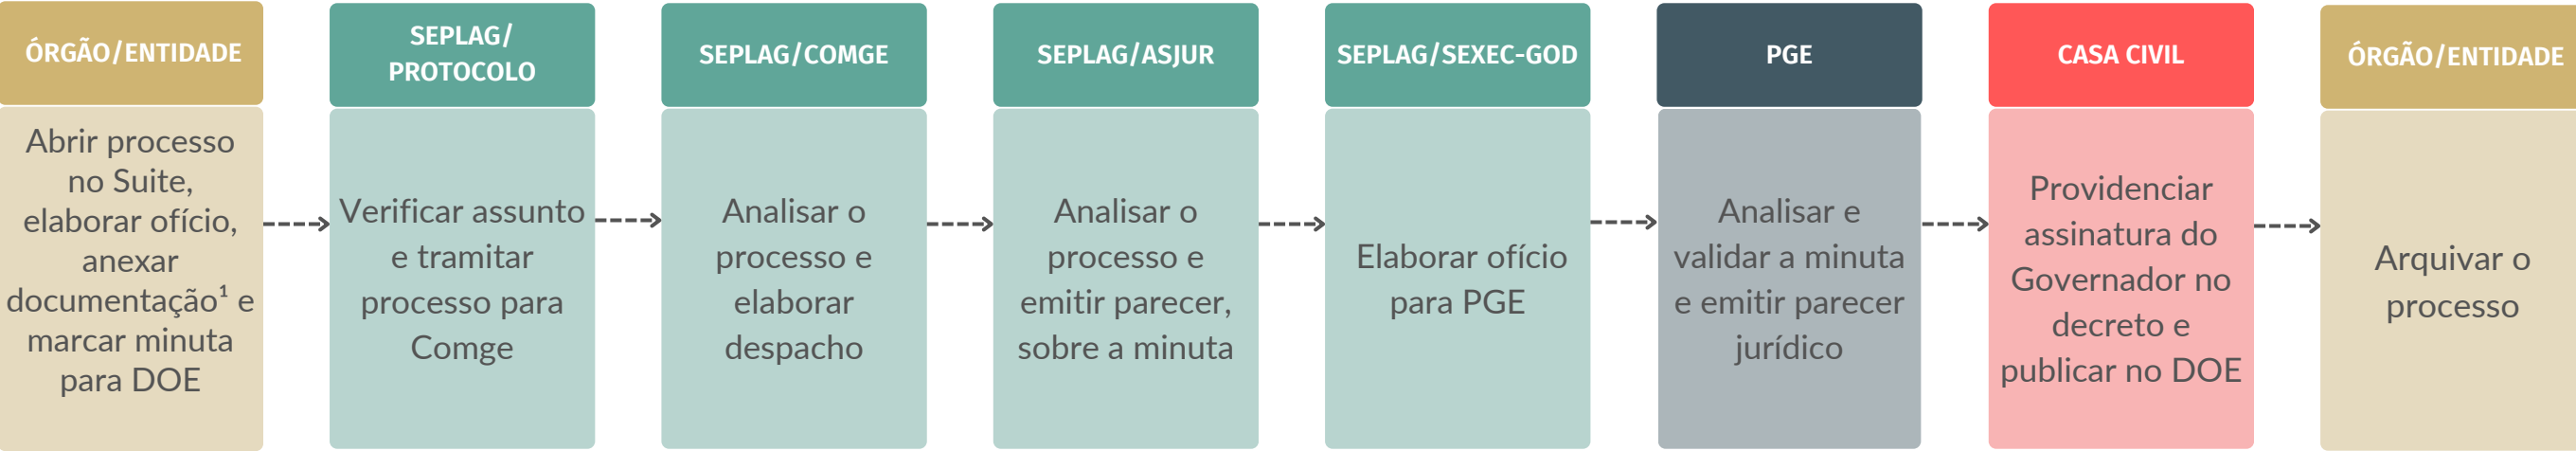 ÓRGÃO/ENTIDADE
Abrir processo
no Suite,
elaborar ofício,
anexar
documentação¹ e
marcar minuta
para DOE
SEPLAG/
PROTOCOLO
Verificar assunto
e tramitar
processo para
Comge
SEPLAG/COMGE
Analisar o
processo e
elaborar
despacho
SEPLAG/ASJUR
Analisar o
processo e
emitir parecer,
sobre a minuta
SEPLAG/SEXEC-GOD
Elaborar ofício
para PGE
PGE
Analisar e
validar a minuta
e emitir parecer
jurídico
CASA CIVIL
Providenciar
assinatura do
Governador no
decreto e
publicar no DOE
ÓRGÃO/ENTIDADE
Arquivar o
processo